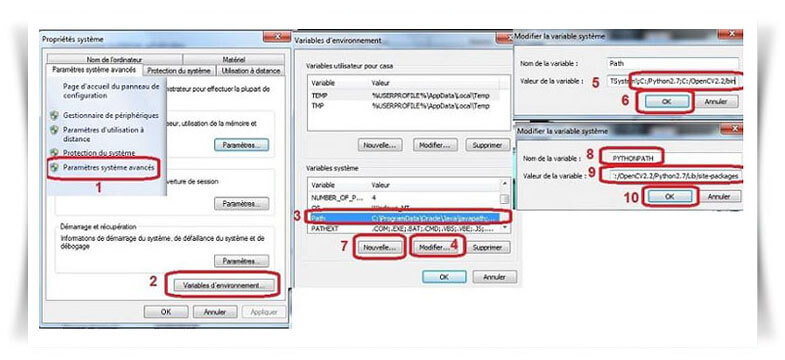 Propriétés système
Nom de l'ordinateur
Matériel
Paramètres système avancés
Protection du système
Utilisation à distance
Page d'accueil du panneau de
configuration
istrateur pour effectuer la plupart de
Gestionnaire de périphériques
Paramètres d'utilisation à
distance
seur, utilisation de la mémoire et
Protection du système
Paramètres...
Paramètres système avancés
1
verture de session
Paramètres...
Démarrage et récupération
Informations de démarrage du système, de défaillance du système et de
débogage
Paramètres...
2
Variables d'environnement...
OK
Annuler
Appliquer
Variables d'environnement
Variables utilisateur pour casa
Variable
Valeur
TEMP
%USERPROFILE%\AppData\Local\Temp
TMP
%USERPROFILE%\AppData\Local\Temp
Nouvelle...
Modifier...
Supprimer
Variables système
Variable
Valeur
NUMBER_OF_P...
4
OS
Windows_NT
3
Path
C:\ProgramData\Oracle\Java\javapath;...
PATHEXT
.COM;.EXE;.BAT;.CMD;.VBS;.VBE;.JS;...
7
Nouvelle...
Modifier...
4
Supprimer
OK
Annuler
Modifier la variable système
Nom de la variable :
Path
Valeur de la variable :
5
TSystem\;C:/Python2.7;C:/OpenCV2.2/bin
6
OK
Annuler
Modifier la variable système
Nom de la variable :
8
PYTHONPATH
Valeur de la variable :
9
:/OpenCV2.2/Python2.7/Lib/site-packages
10
OK
Annuler